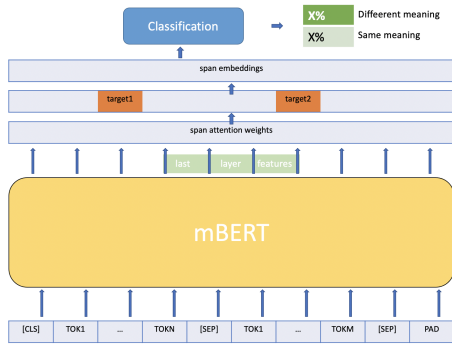 Classification
X% Differeent meaning
X% Same meaning
span embeddings
target1 target2
span attention weights
last layer features
mBERT
[CLS] TOK1 ... TOKN [SEP] TOK1 ... TOKM [SEP] PAD